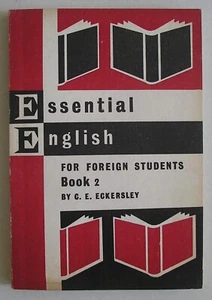 Essential
English
FOR FOREIGN STUDENTS
Book 2
BY C. E. ECKERSLEY